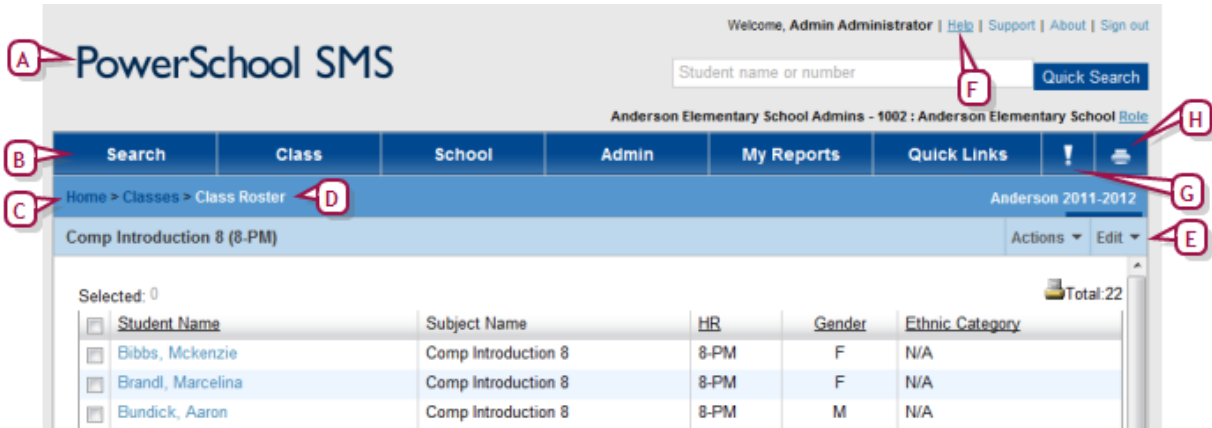 Welcome, Admin Administrator | Help | Support | About | Sign out
A
PowerSchool SMS
Student name or number
Quick Search
F
Anderson Elementary School Admins - 1002 : Anderson Elementary School Role
H
B
Search Class School Admin My Reports Quick Links !
G
C
Home > Classes > Class Roster
D
Anderson 2011-2012
Comp Introduction 8 (8-PM)
Actions Edit
E
Selected: 0
Total:22
Student Name Subject Name HR Gender Ethnic Category
Bibbs, Mckenzie Comp Introduction 8 8-PM F N/A
Brandl, Marcelina Comp Introduction 8 8-PM F N/A
Bundick, Aaron Comp Introduction 8 8-PM M N/A